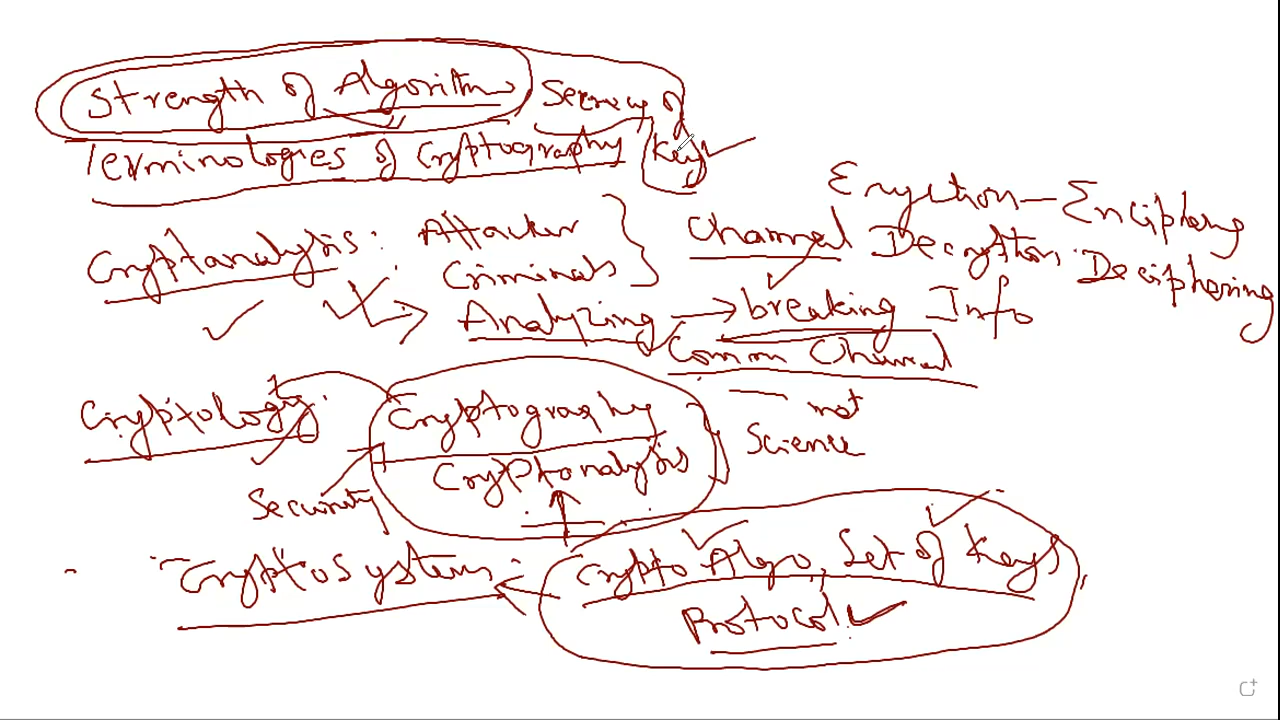 Strength of Algorithm Secrecy of
Terminologies of Cryptography Key
Encryption - Enciphering
Cryptanalysis: Attacker Channel Decryption: Deciphering
Criminals
Analyzing → breaking Info
Common Channel
Cryptology: Cryptography not
Science
Cryptanalysis
Security
Cryptosystem: Crypto Algo, Set of Keys
Protocol